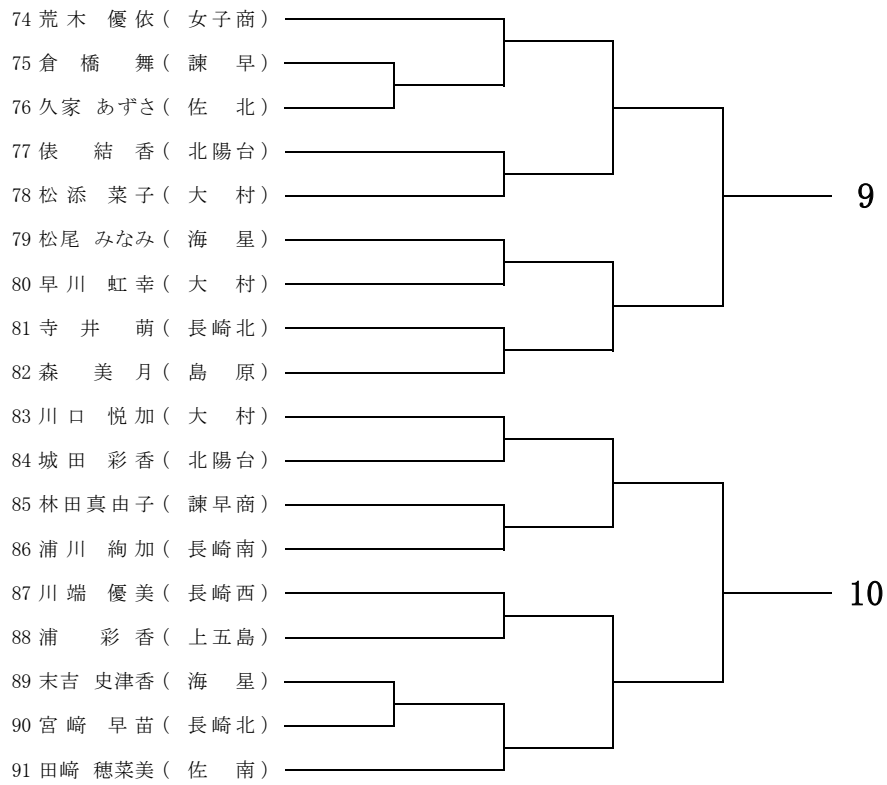 74 荒木 優依 ( 女子商 )
75 倉橋 舞 ( 諫早 )
76 久家 あずさ ( 佐北 )
77 俵 結香 ( 北陽台 )
78 松添 菜子 ( 大村 )
9
79 松尾 みなみ ( 海星 )
80 早川 虹幸 ( 大村 )
81 寺井 萌 ( 長崎北 )
82 森 美月 ( 島原 )
83 川口 悦加 ( 大村 )
84 城田 彩香 ( 北陽台 )
85 林田真由子 ( 諫早商 )
86 浦川 絢加 ( 長崎南 )
87 川端 優美 ( 長崎西 )
10
88 浦 彩香 ( 上五島 )
89 末吉 史津香 ( 海星 )
90 宮﨑 早苗 ( 長崎北 )
91 田﨑 穂菜美 ( 佐南 )